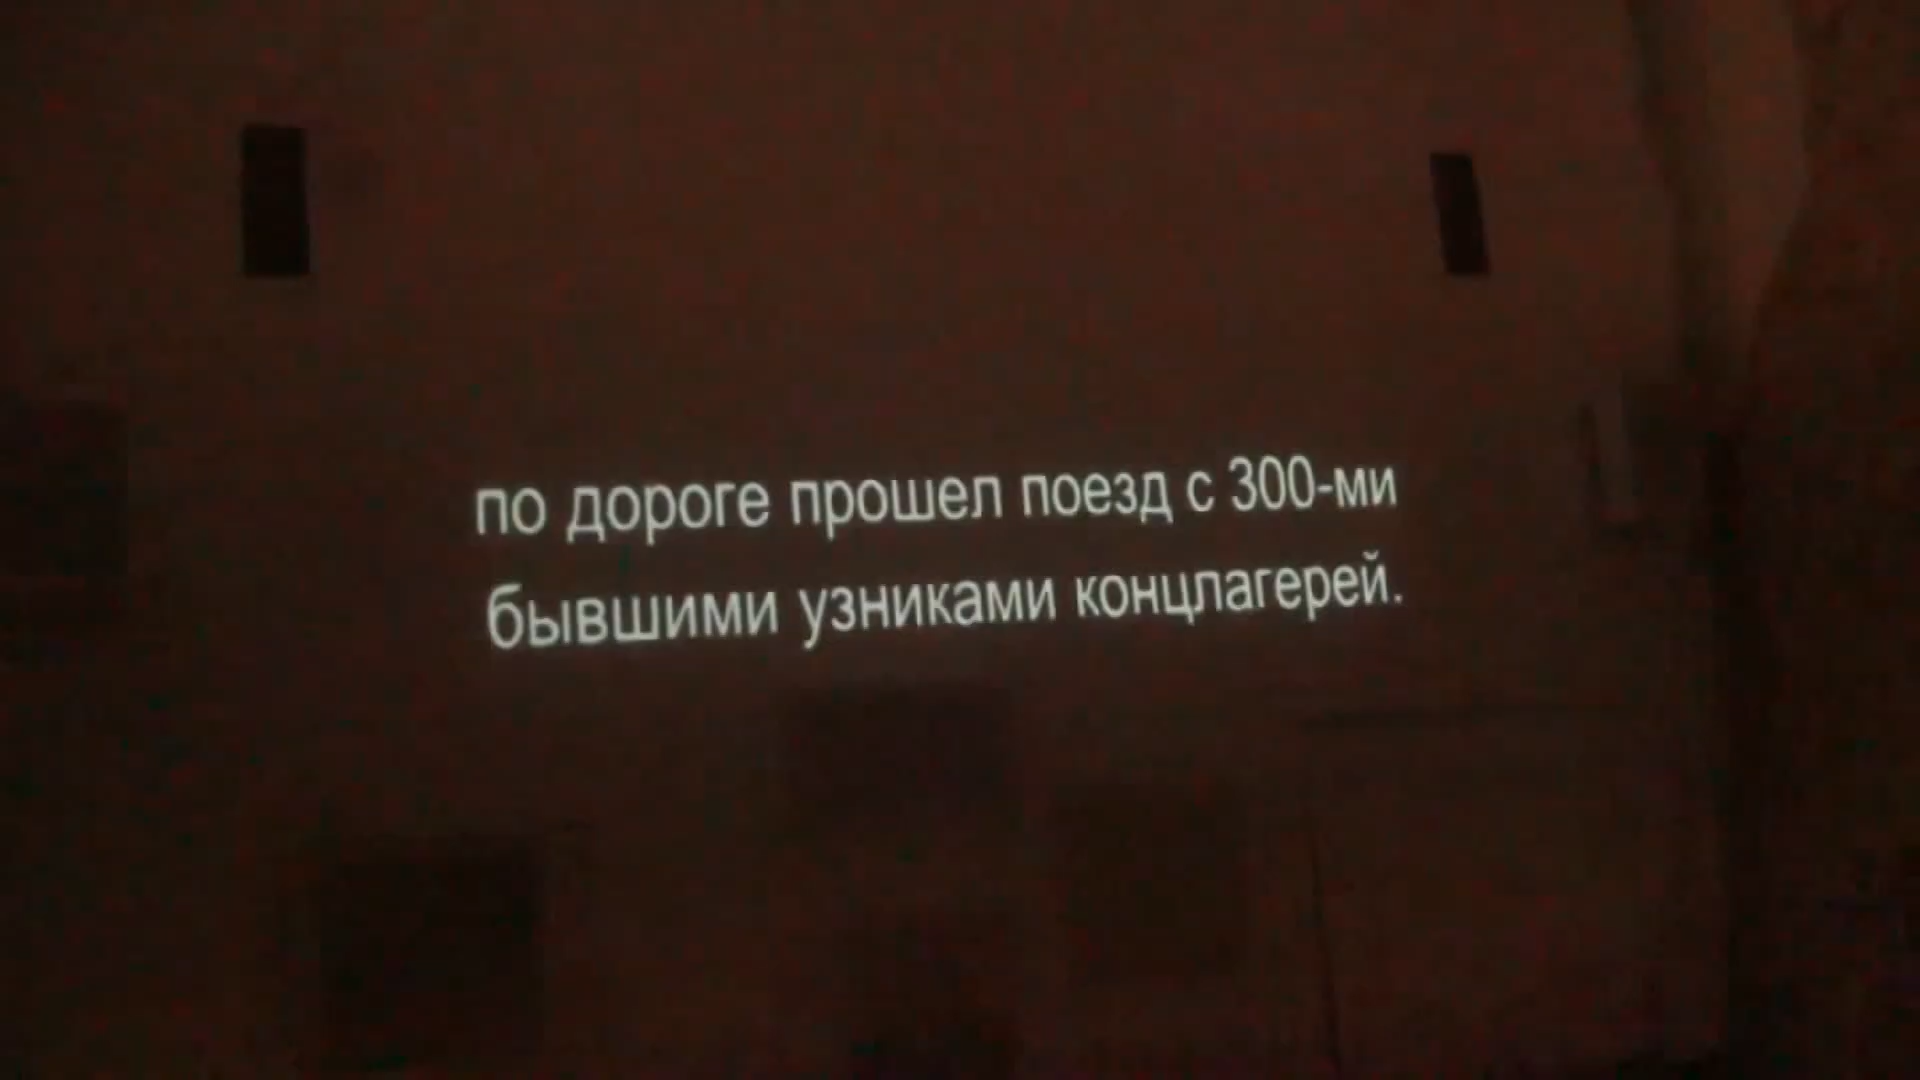 по дороге прошел поезд с 300-ми
бывшими узниками концлагерей.